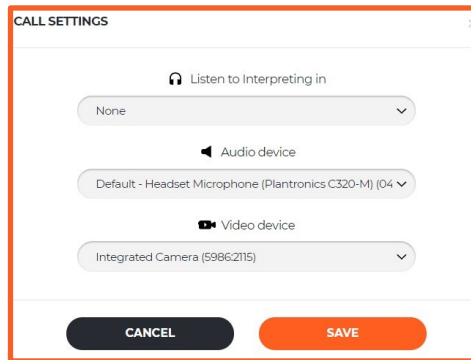 CALL SETTINGS
Listen to Interpreting in
None
Audio device
Default - Headset Microphone (Plantronics C320-M) (04
Video device
Integrated Camera (5986:2115)
CANCEL SAVE